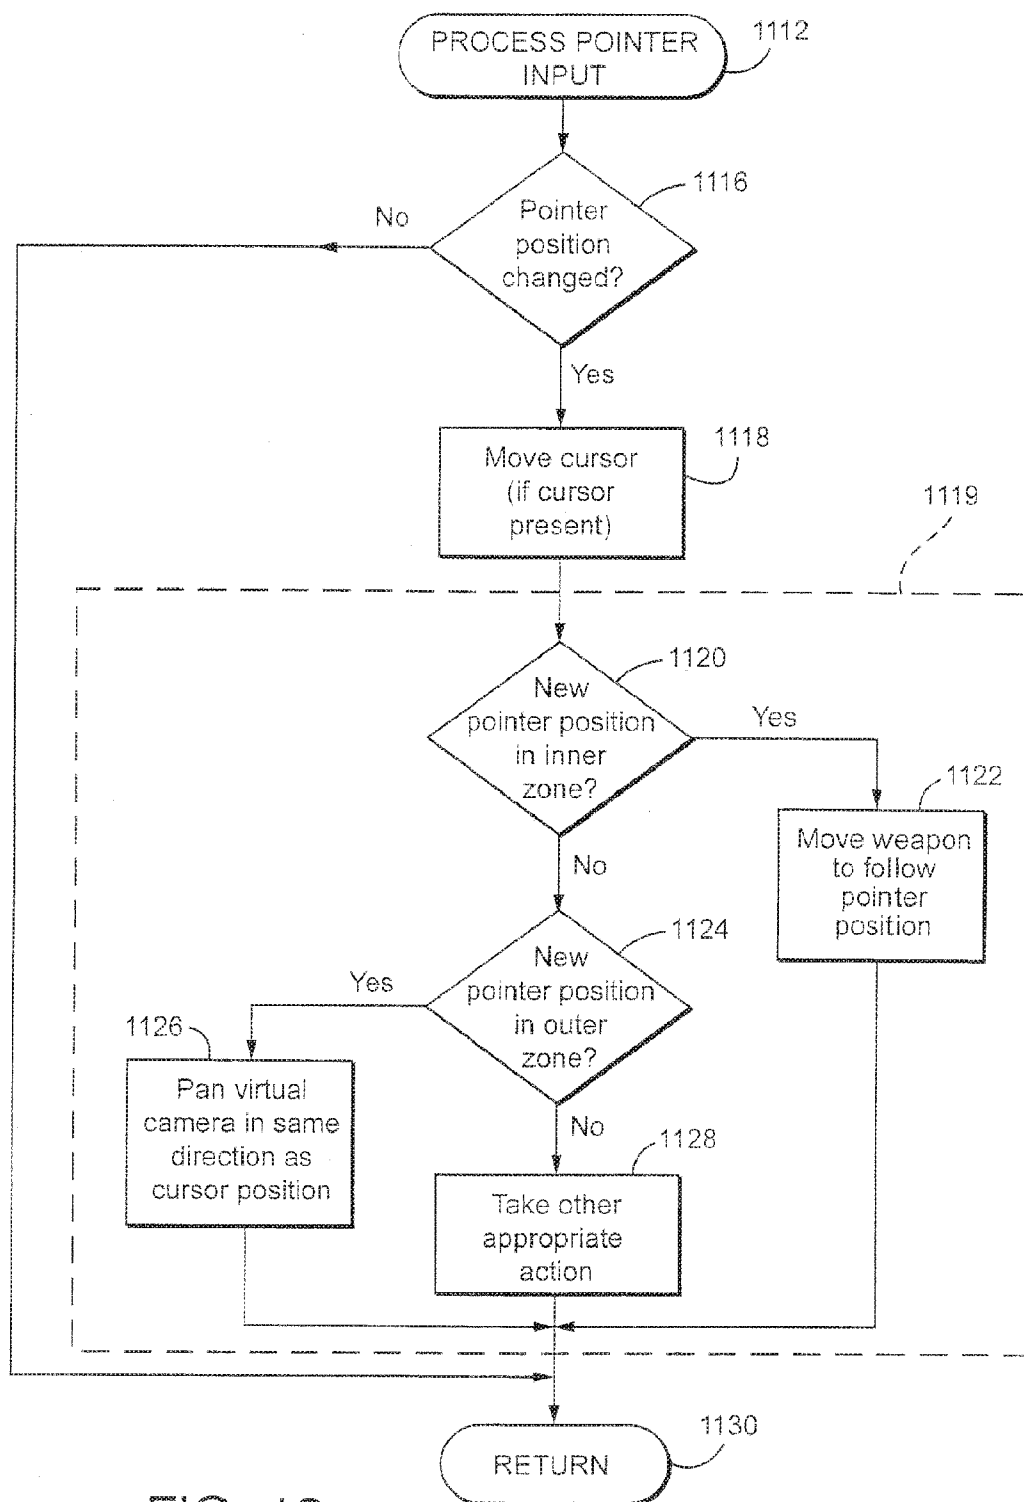 PROCESS POINTER
INPUT
1112
1116
Pointer
position
changed?
No
Yes
1118
Move cursor
(if cursor
present)
1119
1120
New
pointer position
in inner
zone?
Yes
1122
Move weapon
to follow
pointer
position
No
1124
New
pointer position
in outer
zone?
Yes
1126
Pan virtual
camera in same
direction as
cursor position
No
1128
Take other
appropriate
action
RETURN
1130